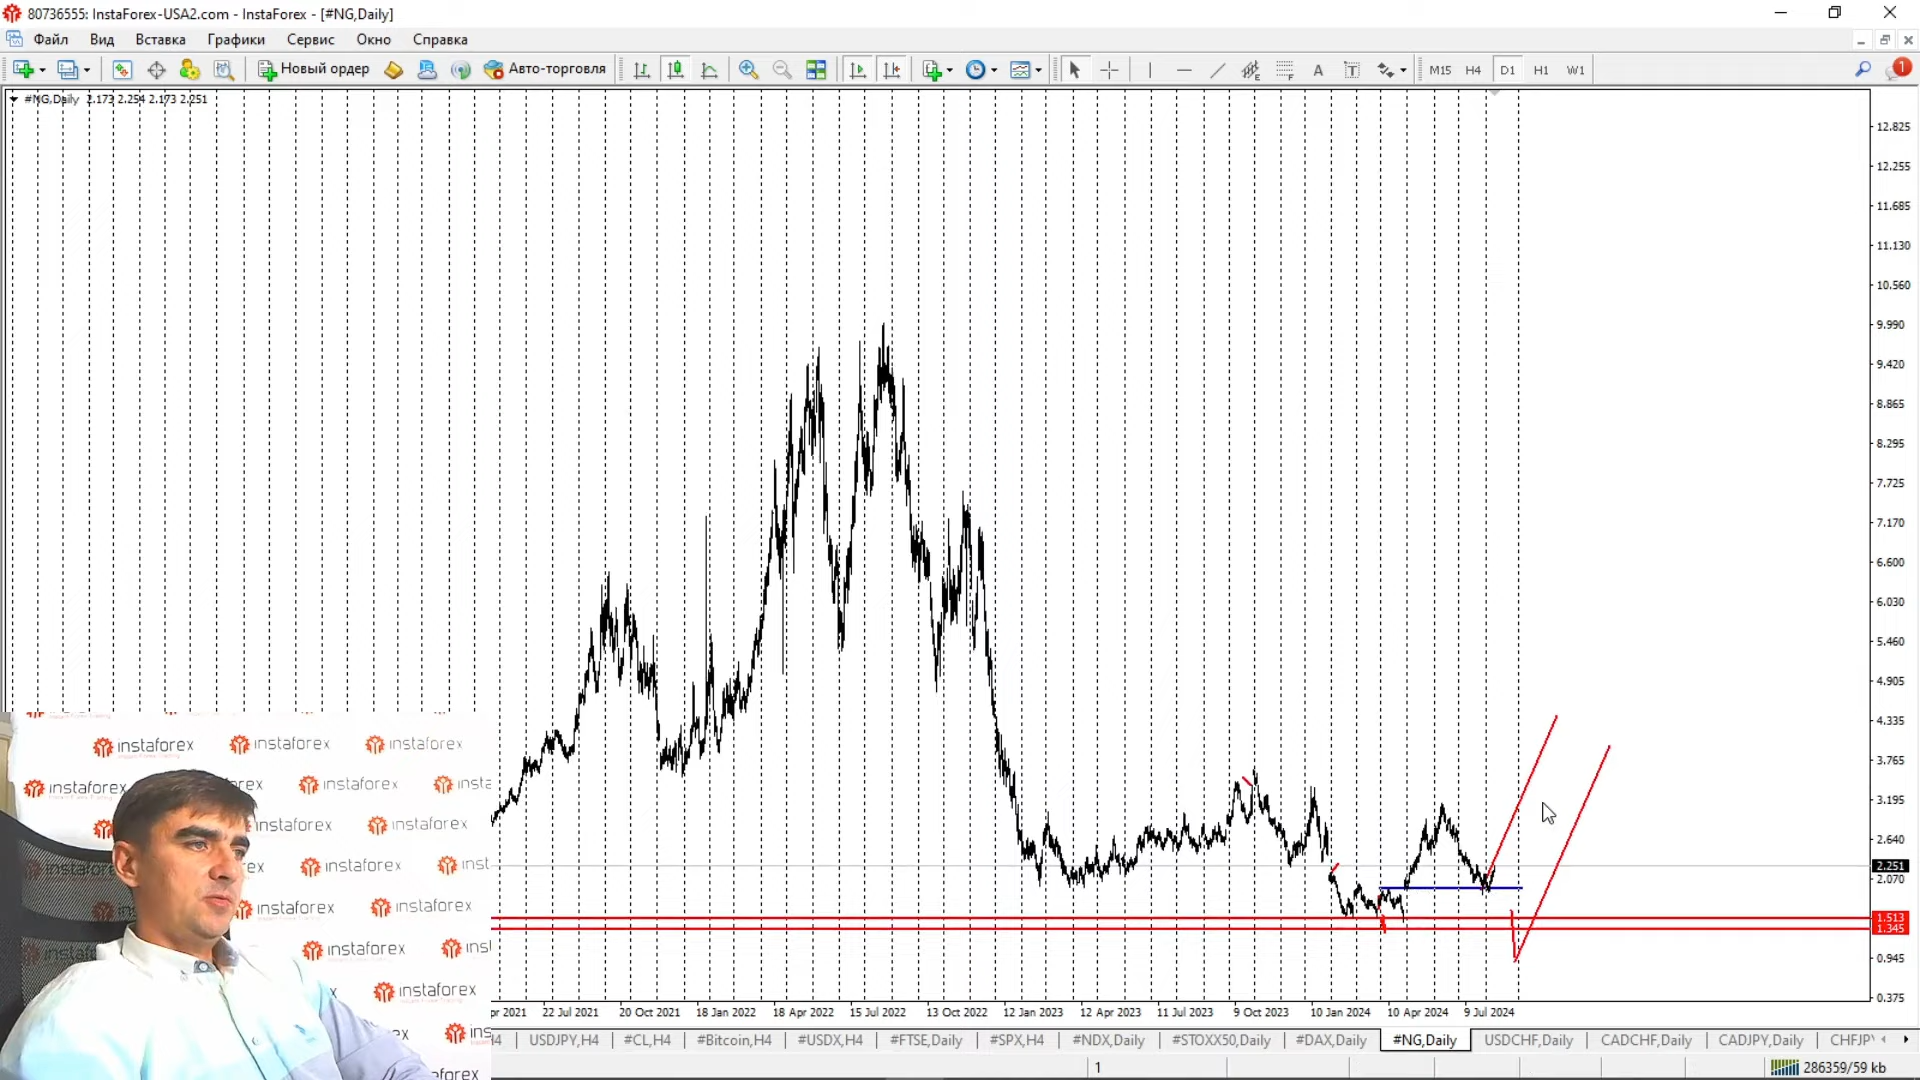 80736555: InstaForex-USA2.com - InstaForex - [#NG,Daily]
Файл Вид Вставка Графики Сервис Окно Справка
Новый ордер Авто-торговля A T M15 H4 D1 H1 W1 1
#NG,Daily 2.173 2.254 2.173 2.251
12.825
12.255
11.685
11.130
10.560
9.990
9.420
8.865
8.295
7.725
7.170
6.600
6.030
5.460
4.905
4.335
3.765
3.195
2.640
2.251
2.070
1.513
1.345
0.945
0.375
instaforex instaforex instaforex
instaforex instaforex
instaforex instaforex
instaforex
instaforex instaforex
instaforex
instaforex
pr 2021 22 Jul 2021 20 Oct 2021 18 Jan 2022 18 Apr 2022 15 Jul 2022 13 Oct 2022 12 Jan 2023 12 Apr 2023 11 Jul 2023 9 Oct 2023 10 Jan 2024 10 Apr 2024 9 Jul 2024
H4 USDJPY,H4 #CL,H4 #Bitcoin,H4 #USDX,H4 #FTSE,Daily #SPX,H4 #NDX,Daily #STOXX50,Daily #DAX,Daily #NG,Daily USDCHF,Daily CADCHF,Daily CADJPY,Daily CHFJP
1 286359/59 kb